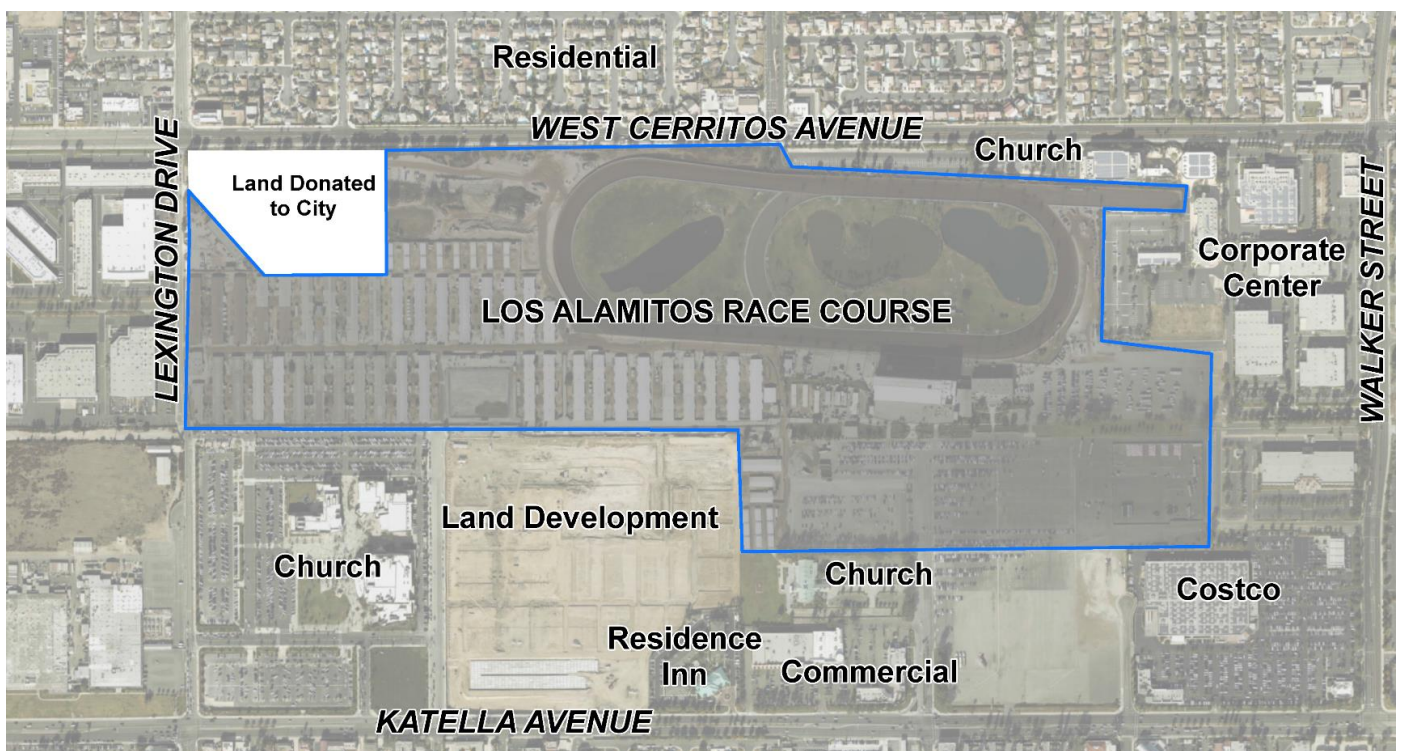 Residential
WEST CERRITOS AVENUE
Church
LEXINGTON DRIVE
Land Donated
to City
WALKER STREET
Corporate
Center
LOS ALAMITOS RACE COURSE
Land Development
Church
Church
Costco
Residence
Inn
Commercial
KATELLA AVENUE